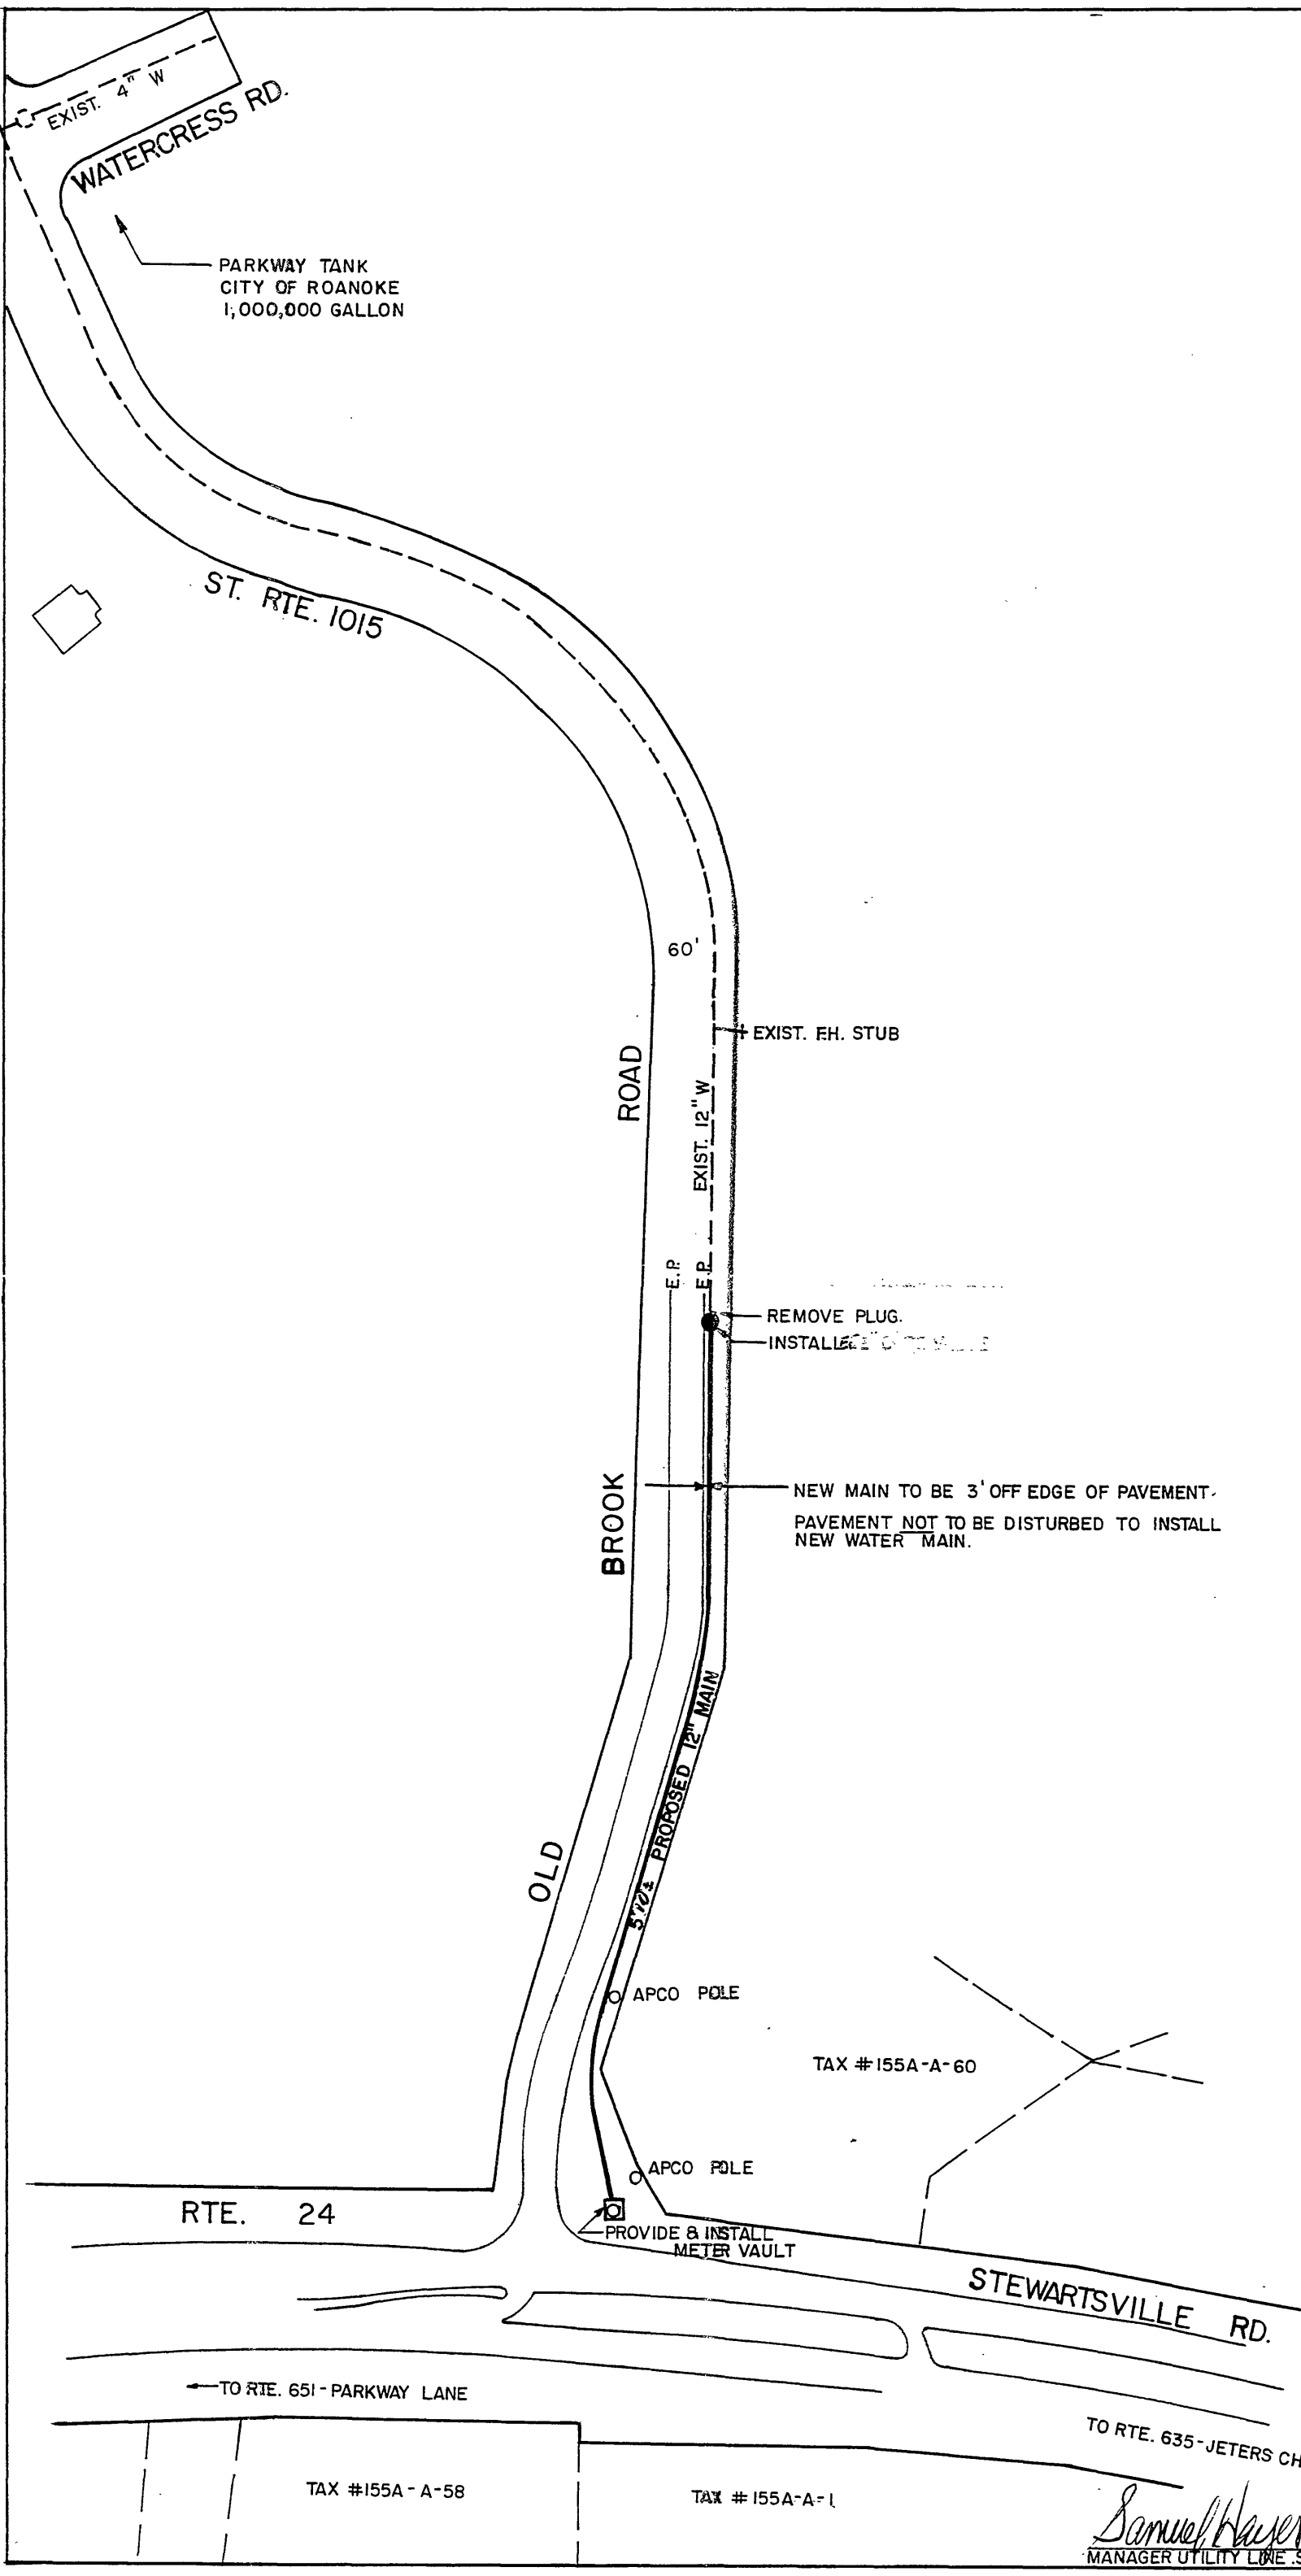 EXIST. 4" W
WATERCRESS RD.
PARKWAY TANK
CITY OF ROANOKE
1,000,000 GALLON
ST. RTE. 1015
60'
EXIST. F.H. STUB
ROAD
EXIST. 12" W
E.P.
E.P.
REMOVE PLUG.
INSTALL
NEW MAIN TO BE 3' OFF EDGE OF PAVEMENT.
PAVEMENT NOT TO BE DISTURBED TO INSTALL
NEW WATER MAIN.
BROOK
PROPOSED 12" MAIN
OLD
APCO POLE
TAX #155A-A-60
APCO POLE
RTE. 24
PROVIDE & INSTALL
METER VAULT
STEWARTSVILLE RD.
TO RTE. 651-PARKWAY LANE
TO RTE. 635-JETERS CH
TAX #155A-A-58
TAX #155A-A-1
Samuel Hayes
MANAGER UTILITY LINE S